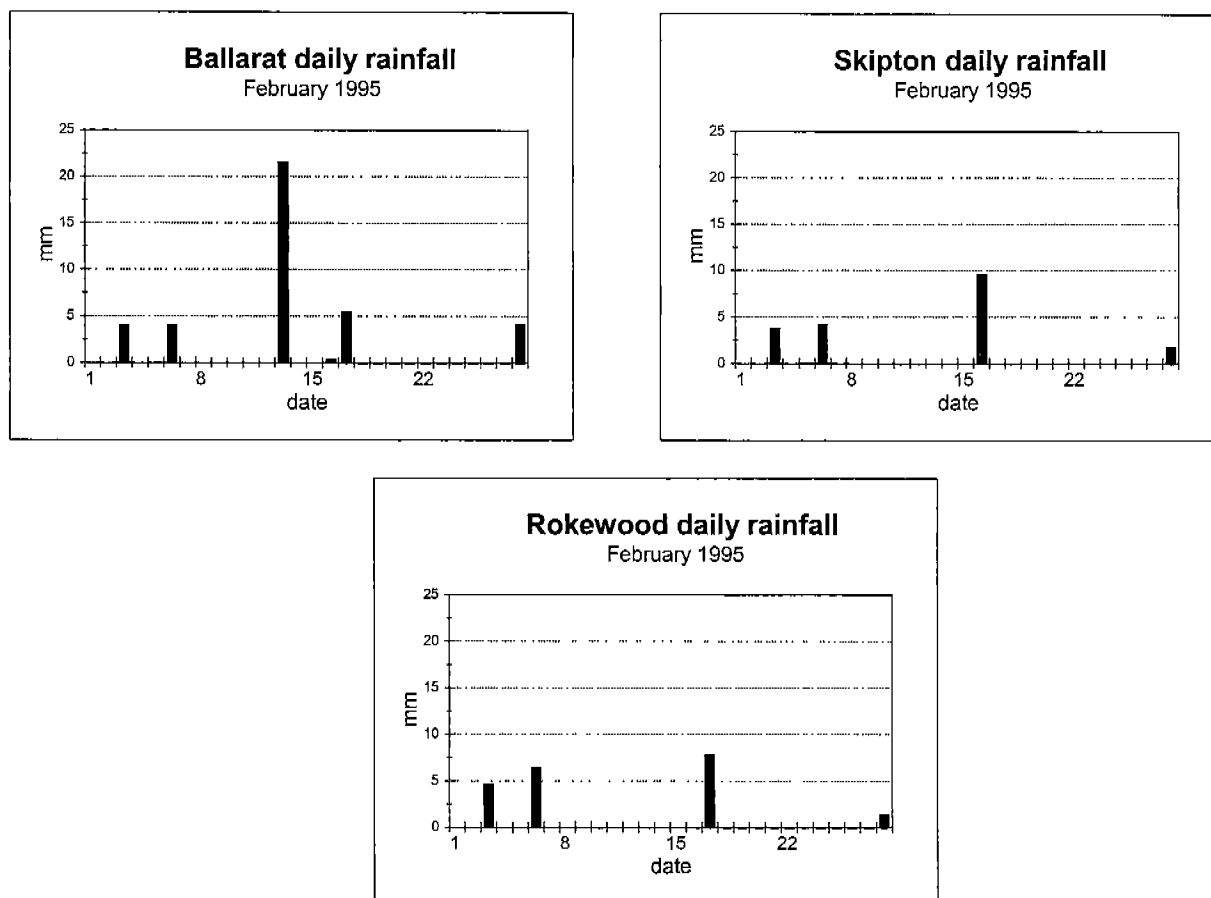 Ballarat daily rainfall
February 1995
25
20
15
10
5
0
mm
1 8 15 22
date
Skipton daily rainfall
February 1995
25
20
15
10
5
0
mm
1 8 15 22
date
Rokewood daily rainfall
February 1995
25
20
15
10
5
0
mm
1 8 15 22
date